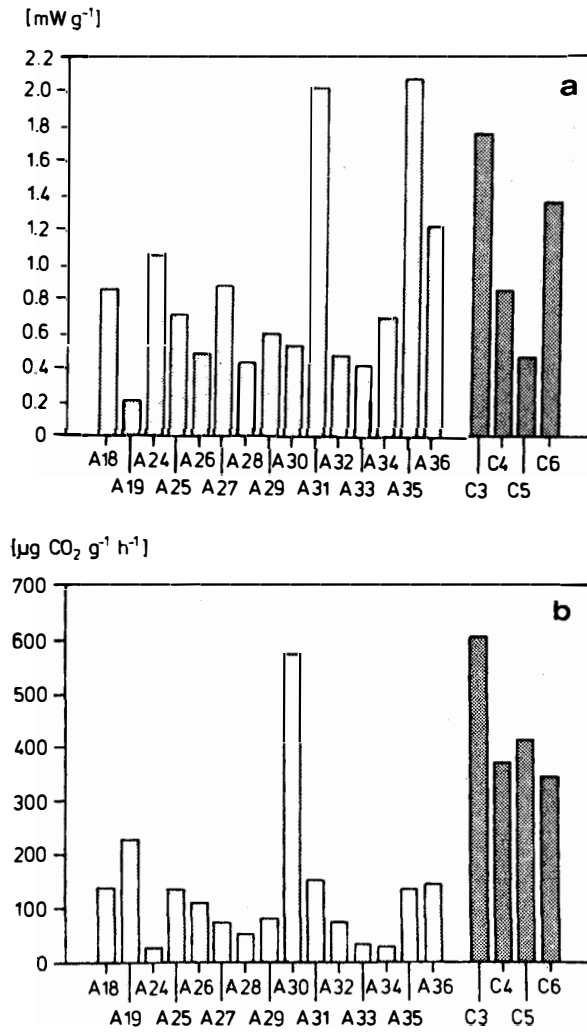 [mW g⁻¹]
a
2.2
2.0
1.8
1.6
1.4
1.2
1.0
0.8
0.6
0.4
0.2
0
A18 A24 A26 A28 A30 A32 A34 A36 C4 C6
A19 A25 A27 A29 A31 A33 A35 C3 C5
[µg CO₂ g⁻¹ h⁻¹]
b
700
600
500
400
300
200
100
0
A18 A24 A26 A28 A30 A32 A34 A36 C4 C6
A19 A25 A27 A29 A31 A33 A35 C3 C5